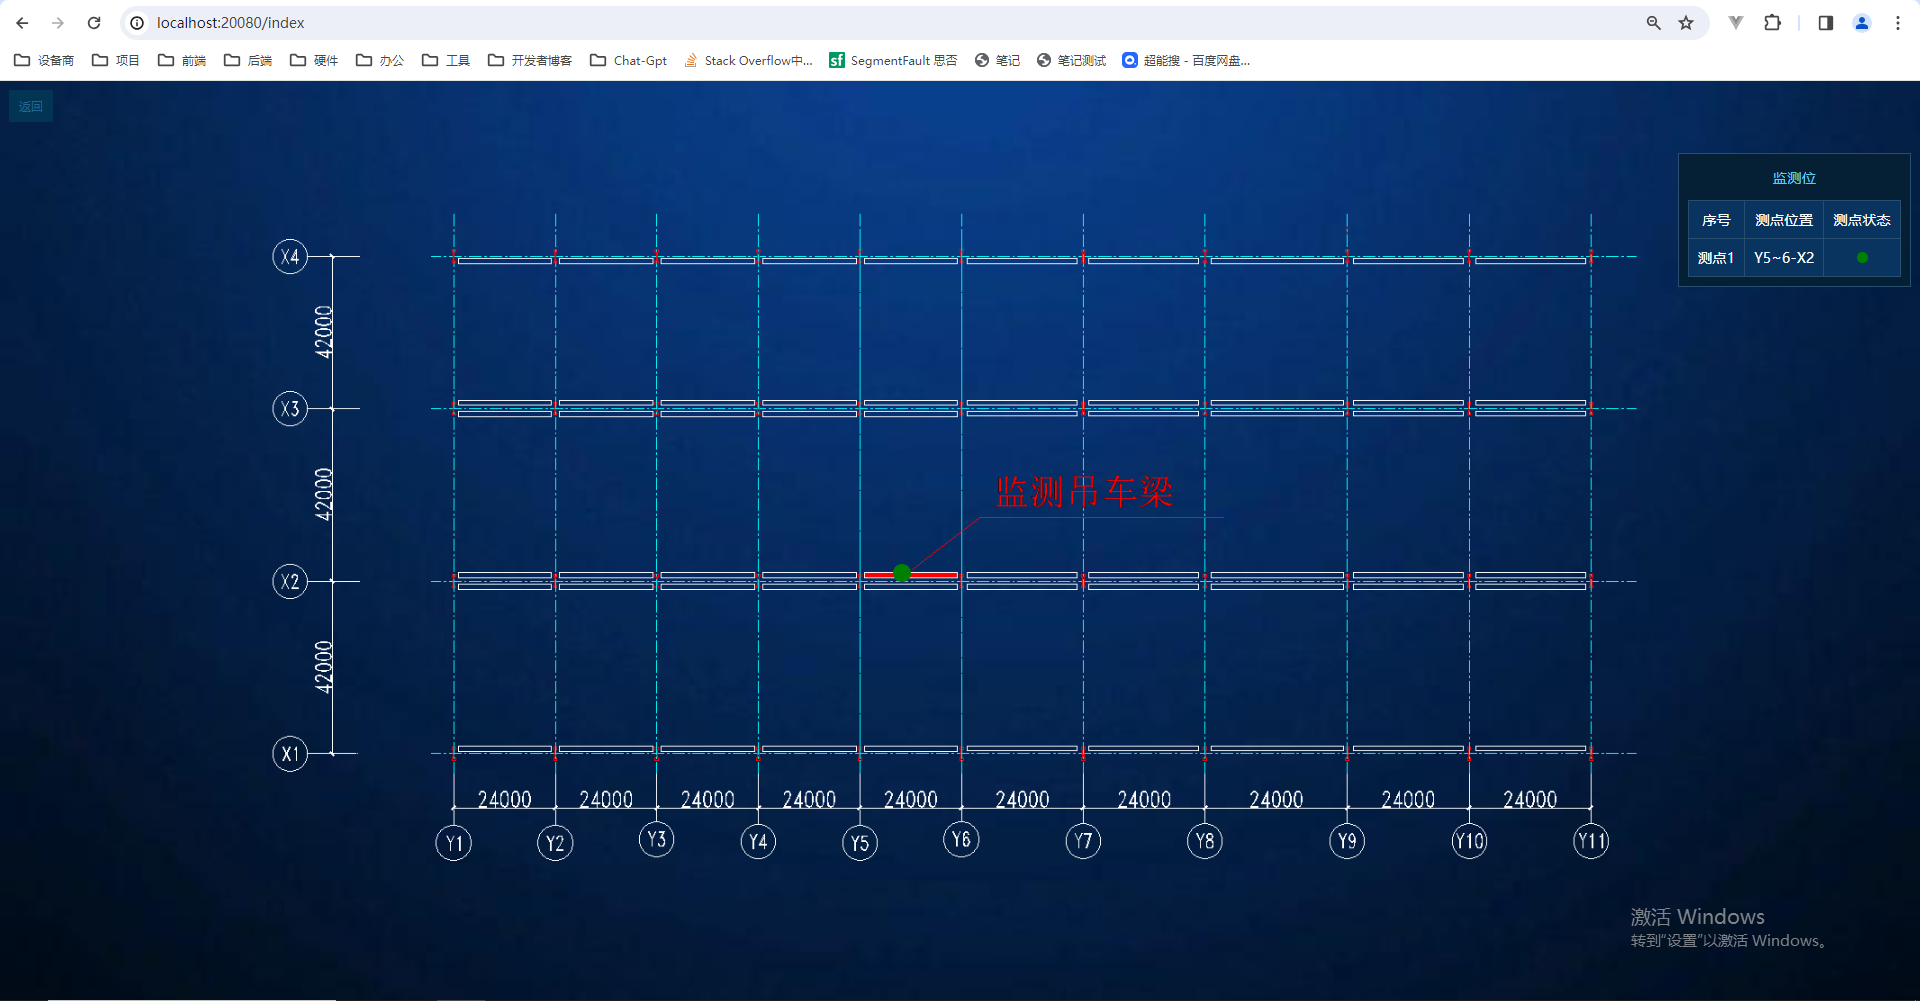 localhost:20080/index
设备商 项目 前端 后端 硬件 办公 工具 开发者博客 Chat-Gpt Stack Overflow中... SegmentFault 思否 笔记 笔记测试 超能搜 - 百度网盘...
返回
监测位
序号 测点位置 测点状态
测点1 Y5~6-X2
X4
42000
X3
42000
监测吊车梁
X2
42000
X1
24000 24000 24000 24000 24000 24000 24000 24000 24000 24000
Y1 Y2 Y3 Y4 Y5 Y6 Y7 Y8 Y9 Y10 Y11
激活 Windows
转到"设置"以激活 Windows。